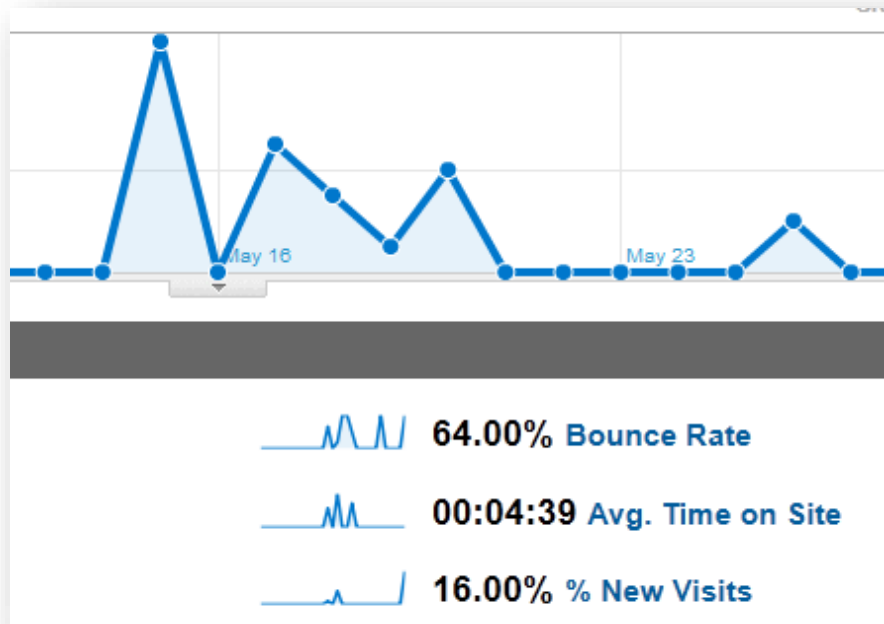 May 16
May 23
64.00% Bounce Rate
00:04:39 Avg. Time on Site
16.00% % New Visits